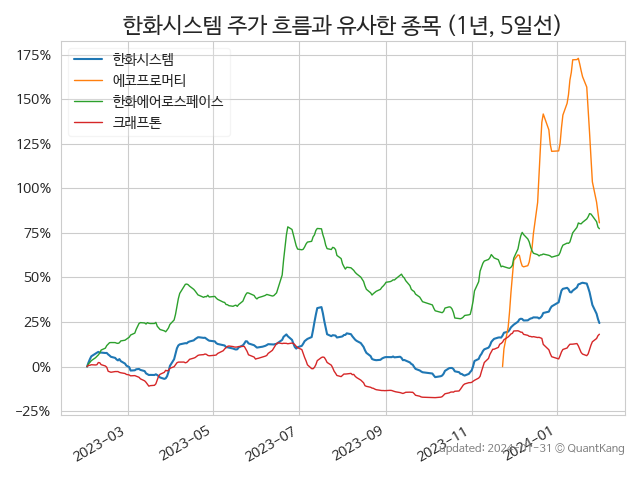 한화시스템 주가 흐름과 유사한 종목 (1년, 5일선)
한화시스템
에코프로머티
한화에어로스페이스
크래프톤
175%
150%
125%
100%
75%
50%
25%
0%
−25%
2023-03
2023-05
2023-07
2023-09
2023-11
2024-01
updated: 2024-01-31 © QuantKang